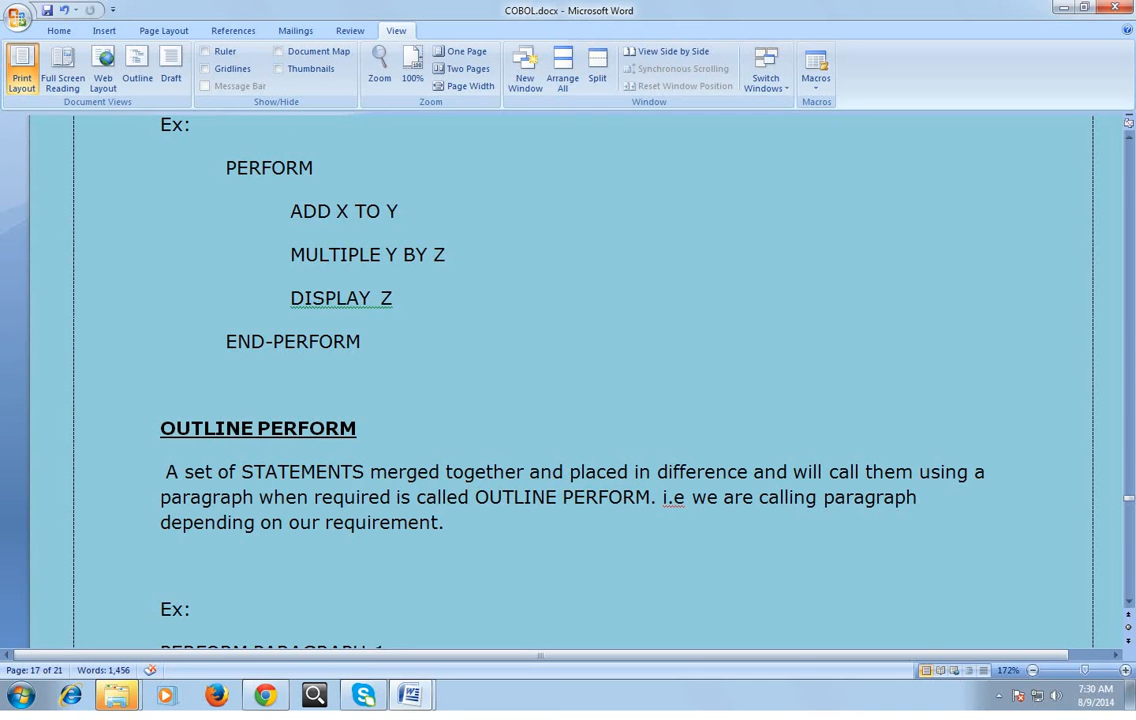 COBOL.docx - Microsoft Word
Home Insert Page Layout References Mailings Review View
Print Layout Full Screen Reading Web Layout Outline Draft
Document Views
Ruler Document Map
Gridlines Thumbnails
Message Bar
Show/Hide
Zoom 100% One Page
Two Pages
Page Width
Zoom
New Window Arrange All Split
View Side by Side
Synchronous Scrolling
Reset Window Position
Window
Switch Windows
Macros
Macros
Ex:
PERFORM
ADD X TO Y
MULTIPLE Y BY Z
DISPLAY Z
END-PERFORM
OUTLINE PERFORM
A set of STATEMENTS merged together and placed in difference and will call them using a
paragraph when required is called OUTLINE PERFORM. i.e we are calling paragraph
depending on our requirement.
Ex:
PERFORM PARAGRAPH-1
Page: 17 of 21 Words: 1,456 172%
7:30 AM
8/9/2014